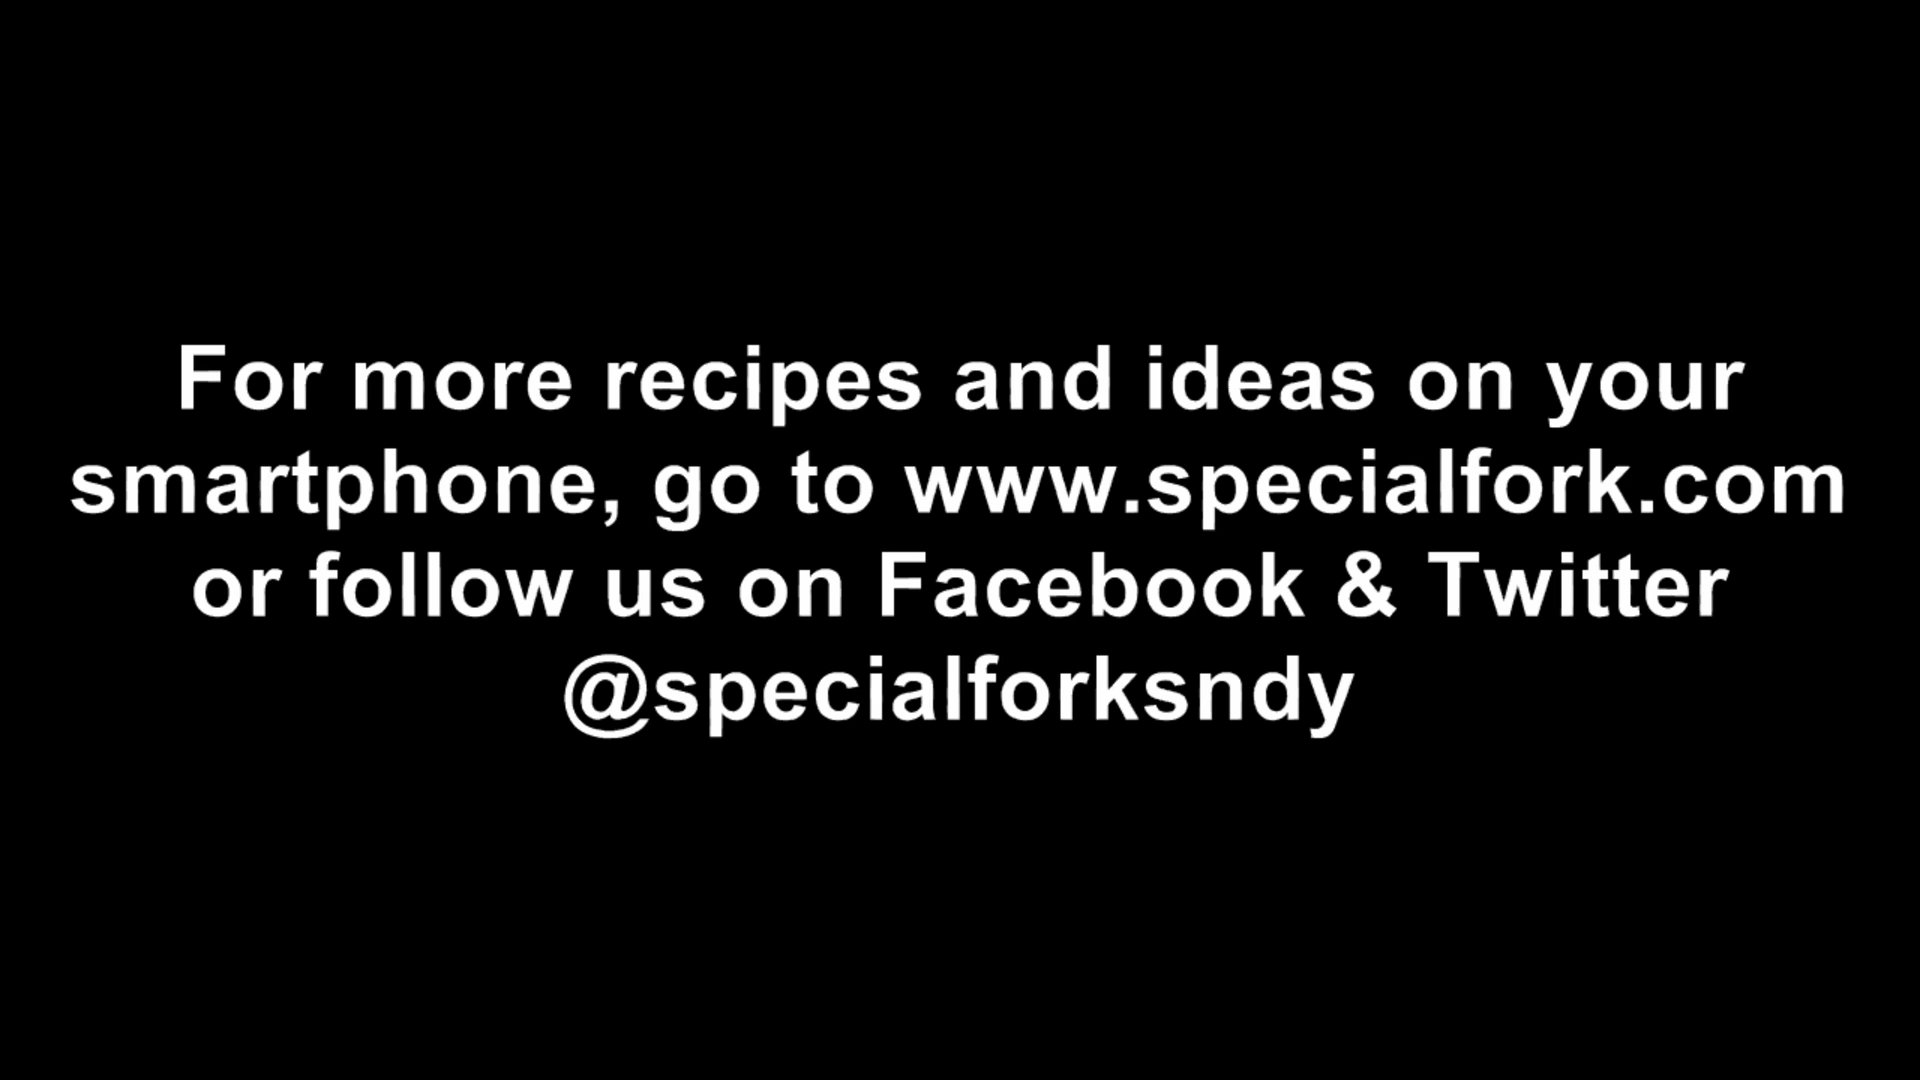 For more recipes and ideas on your
smartphone, go to www.specialfork.com
or follow us on Facebook & Twitter
@specialforksndy